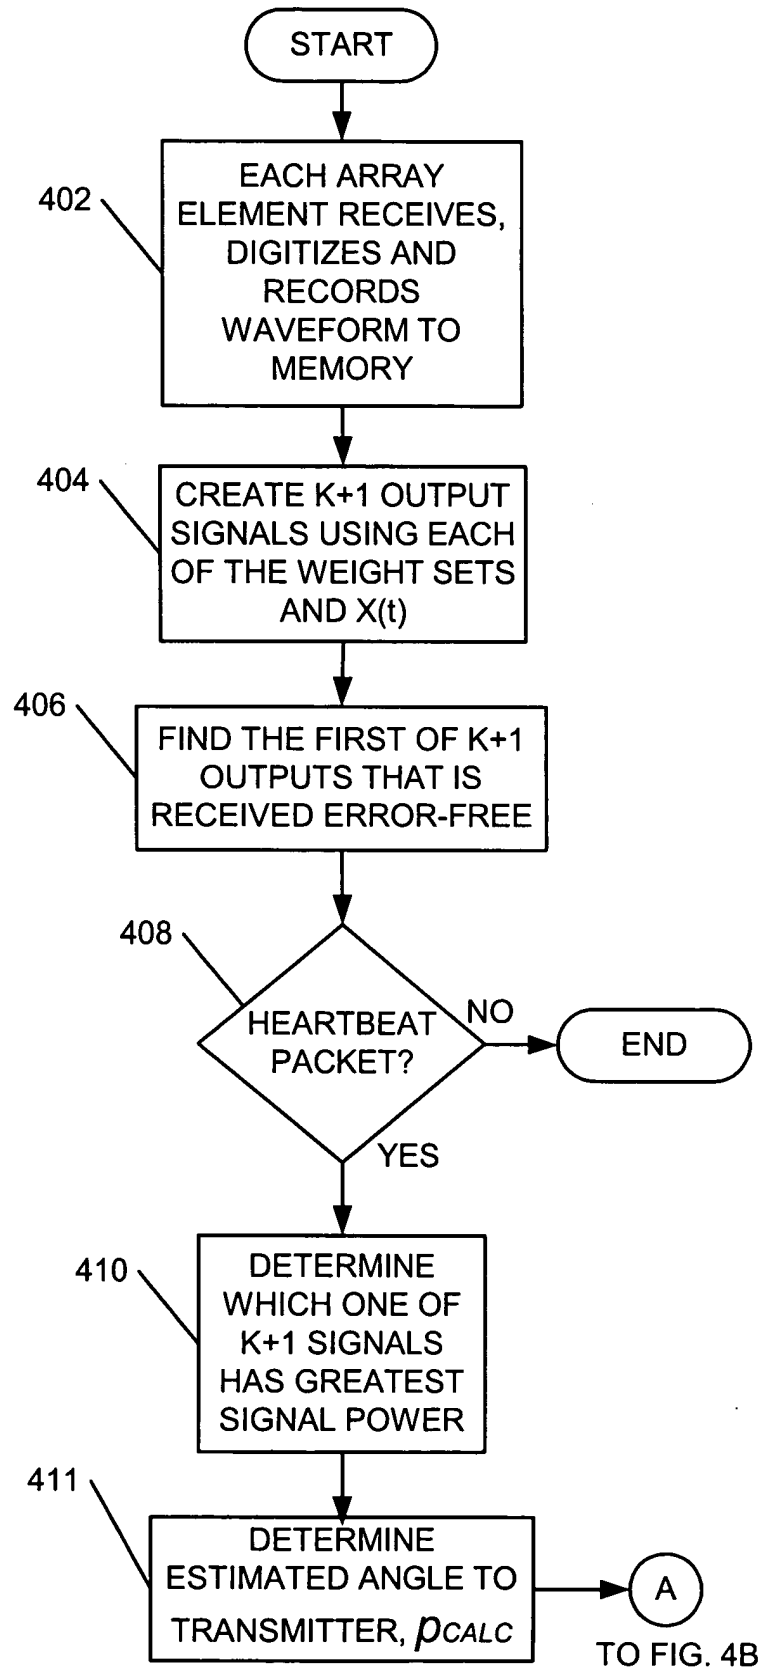 START
402
EACH ARRAY
ELEMENT RECEIVES,
DIGITIZES AND
RECORDS
WAVEFORM TO
MEMORY
404
CREATE K+1 OUTPUT
SIGNALS USING EACH
OF THE WEIGHT SETS
AND X(t)
406
FIND THE FIRST OF K+1
OUTPUTS THAT IS
RECEIVED ERROR-FREE
408
HEARTBEAT
PACKET?
NO
END
YES
410
DETERMINE
WHICH ONE OF
K+1 SIGNALS
HAS GREATEST
SIGNAL POWER
411
DETERMINE
ESTIMATED ANGLE TO
TRANSMITTER, pCALC
A
TO FIG. 4B